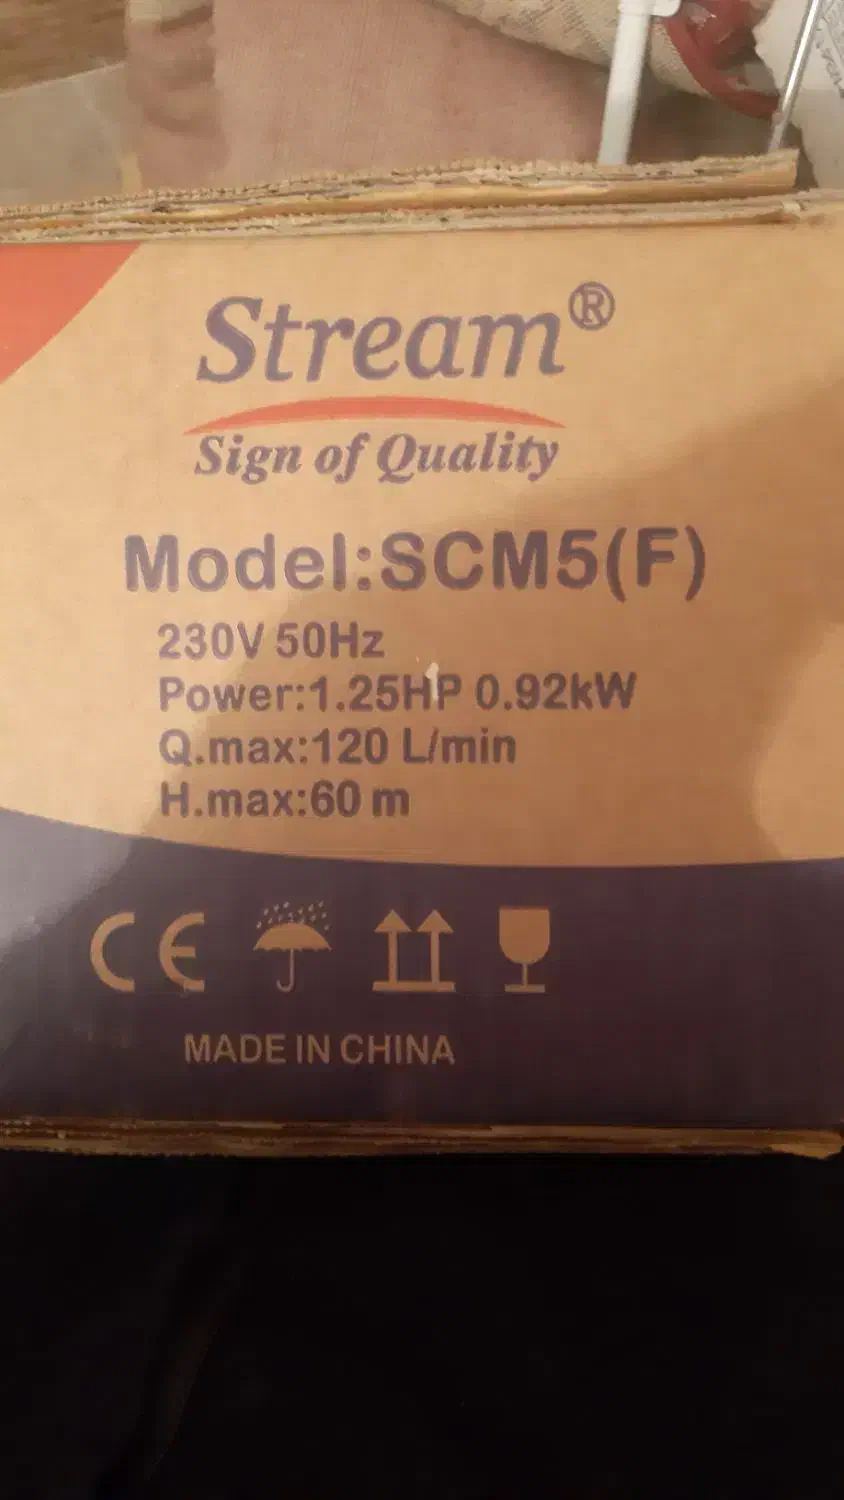 Stream®
Sign of Quality
Model:SCM5(F)
230V 50Hz
Power:1.25HP 0.92kW
Q.max:120 L/min
H.max:60 m
CE
MADE IN CHINA